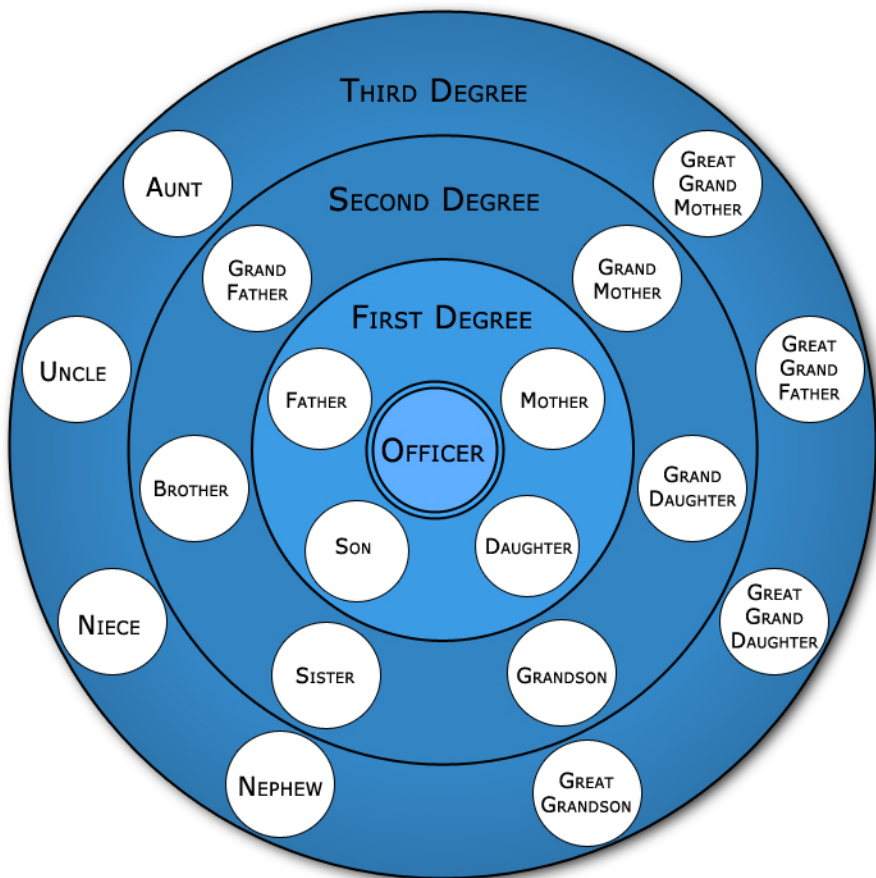 Third Degree
Aunt
Great
Grand
Mother
Second Degree
Grand
Father
Grand
Mother
First Degree
Uncle
Great
Grand
Father
Father
Mother
Officer
Brother
Grand
Daughter
Son
Daughter
Niece
Great
Grand
Daughter
Sister
Grandson
Nephew
Great
Grandson